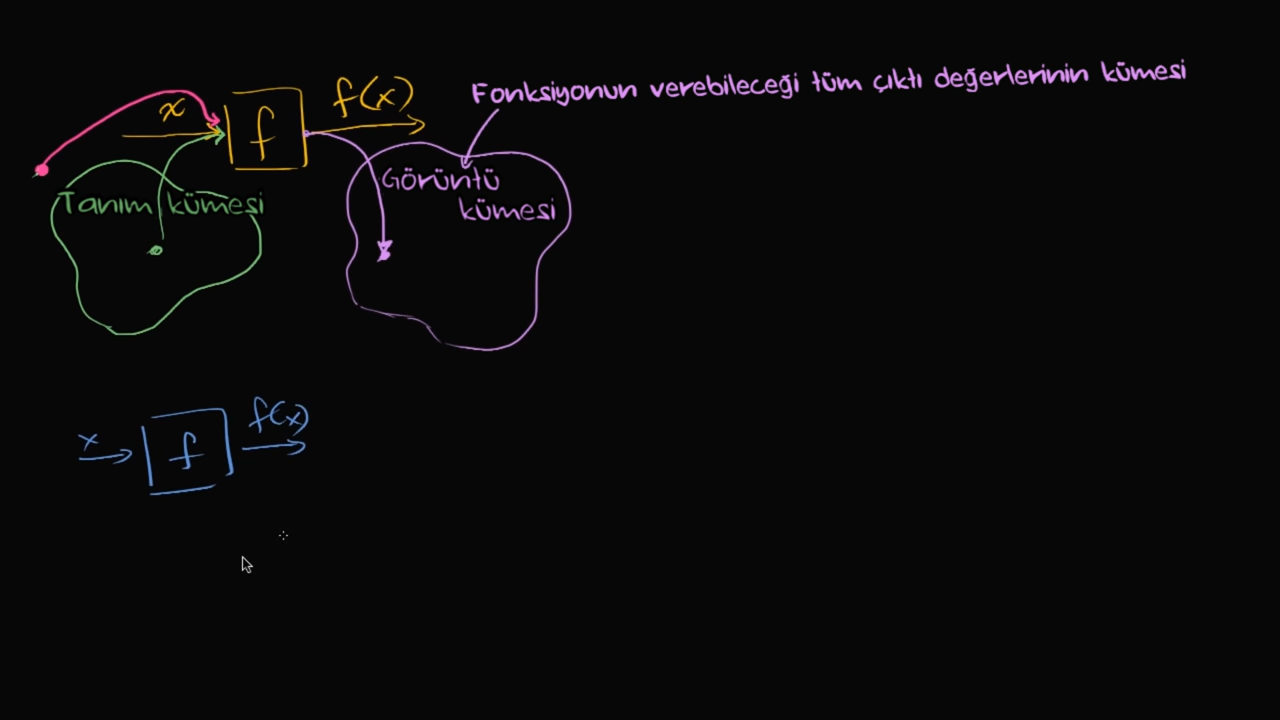 Fonksiyonun verebileceği tüm çıktı değerlerinin kümesi
x
f
f(x)
Tanım kümesi
Görüntü
kümesi
x
f
f(x)